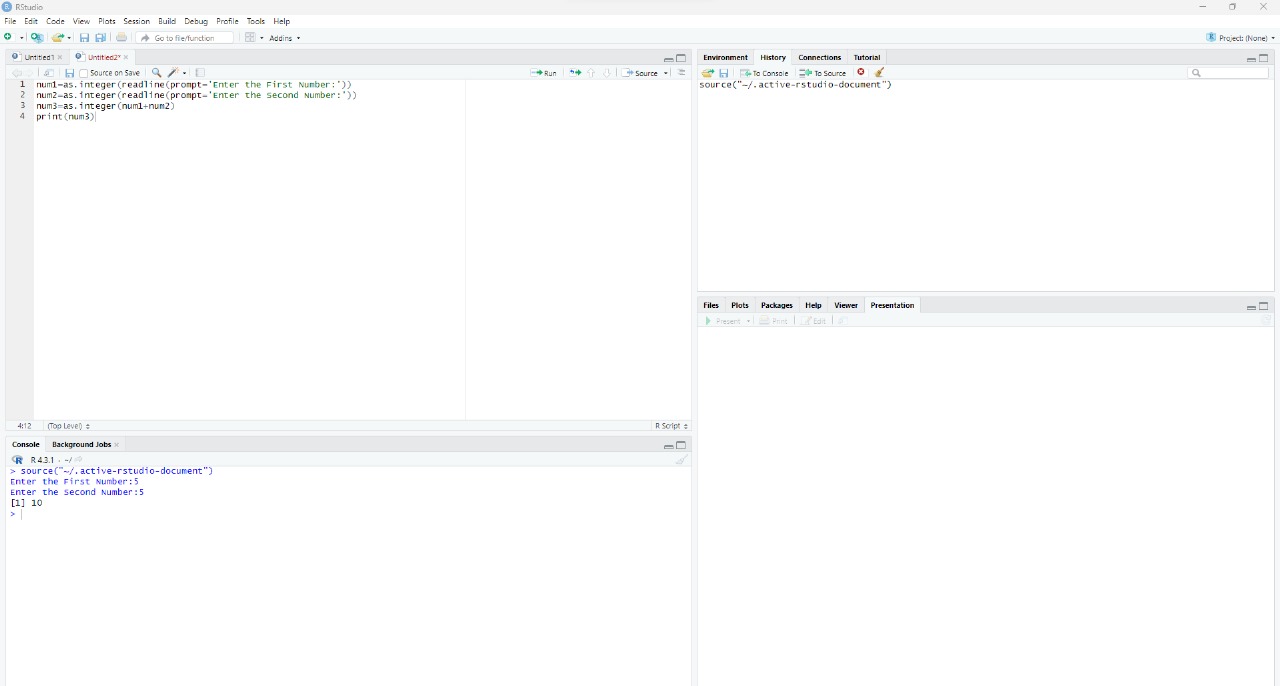 RStudio
File Edit Code View Plots Session Build Debug Profile Tools Help
Go to file/function Addins
Project: (None)
Untitled1 Untitled2*
Source on Save Run Source
1 num1=as.integer(readline(prompt='Enter the First Number:'))
2 num2=as.integer(readline(prompt='Enter the Second Number:'))
3 num3=as.integer(num1+num2)
4 print(num3)
4:12 (Top Level) R Script
Console Background Jobs
R R 4.3.1 · ~/
> source("~/.active-rstudio-document")
Enter the First Number:5
Enter the Second Number:5
[1] 10
>
Environment History Connections Tutorial
To Console To Source
source("~/.active-rstudio-document")
Files Plots Packages Help Viewer Presentation
Present Print Edit